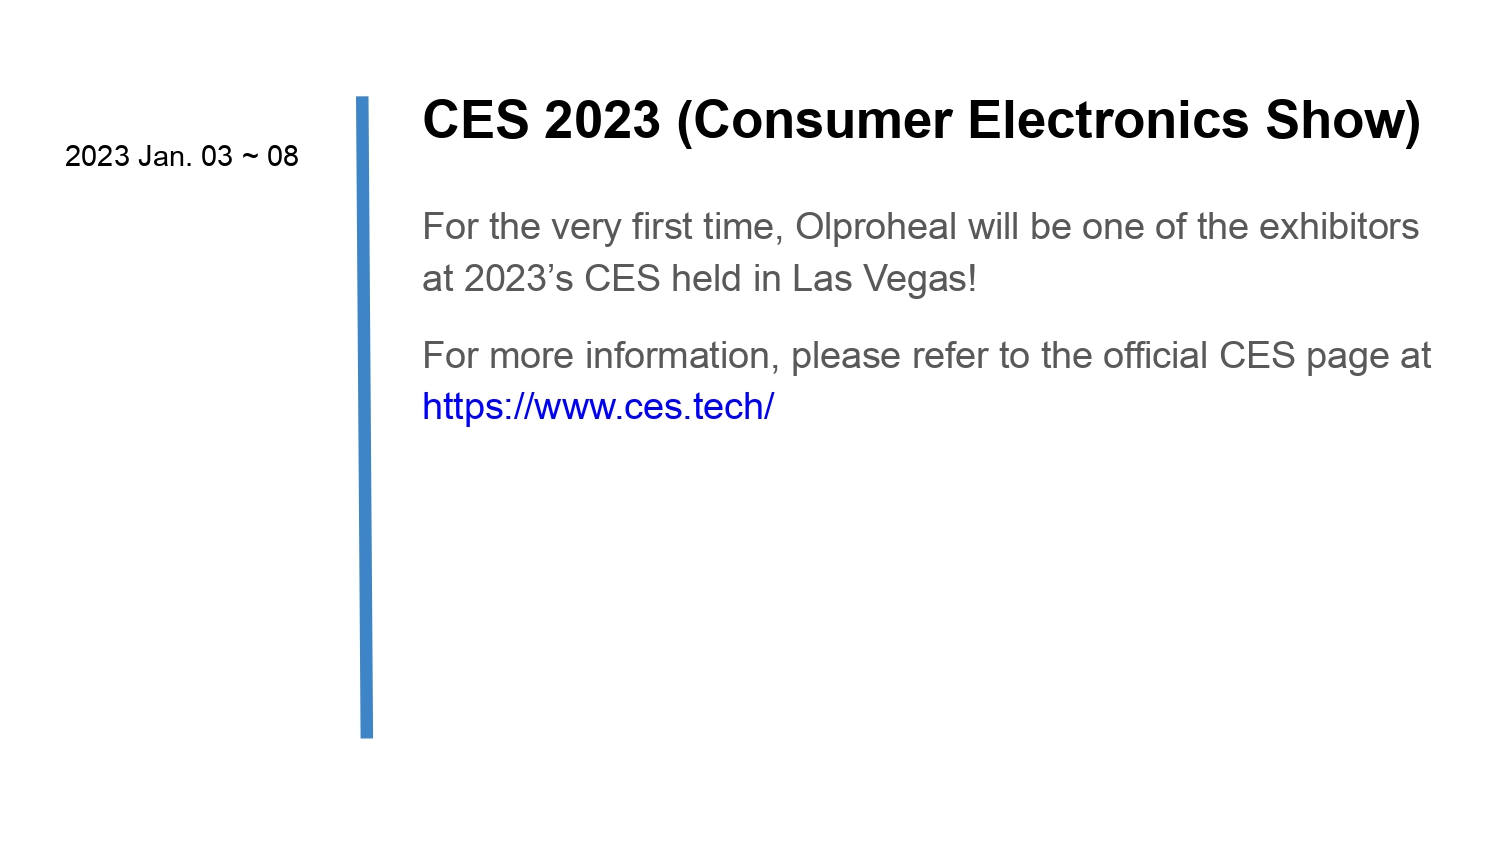 2023 Jan. 03 ~ 08
CES 2023 (Consumer Electronics Show)
For the very first time, Olproheal will be one of the exhibitors
at 2023’s CES held in Las Vegas!
For more information, please refer to the official CES page at
https://www.ces.tech/